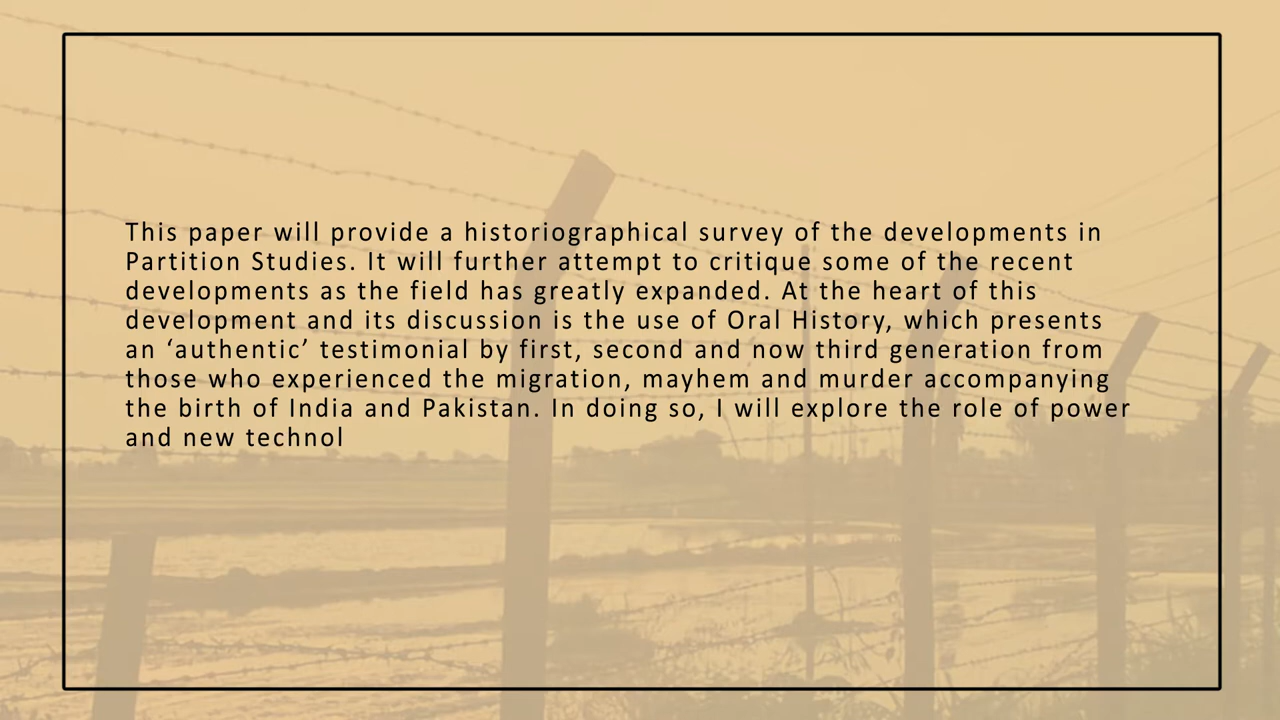 This paper will provide a historiographical survey of the developments in
Partition Studies. It will further attempt to critique some of the recent
developments as the field has greatly expanded. At the heart of this
development and its discussion is the use of Oral History, which presents
an ‘authentic’ testimonial by first, second and now third generation from
those who experienced the migration, mayhem and murder accompanying
the birth of India and Pakistan. In doing so, I will explore the role of power
and new technol